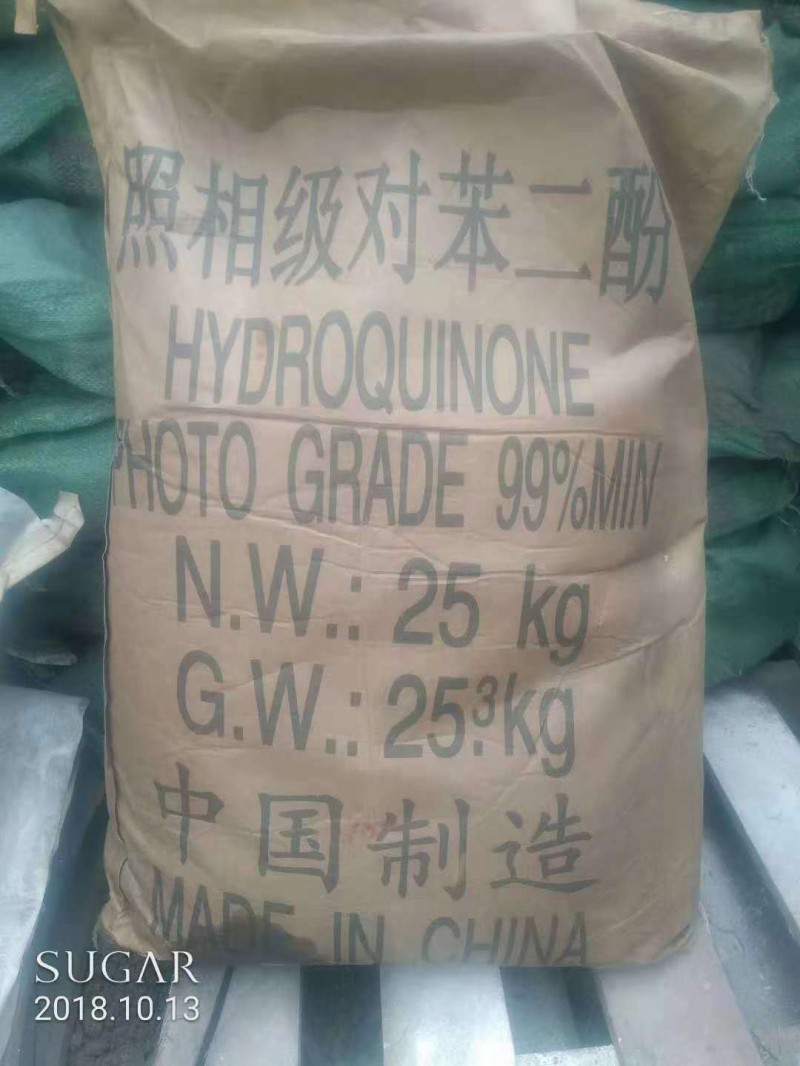 照相级对苯二酚
HYDROQUINONE
PHOTO GRADE 99%MIN
N.W.: 25 kg
G.W.: 25.3kg
中国制造
MADE IN CHINA
SUGAR
2018.10.13